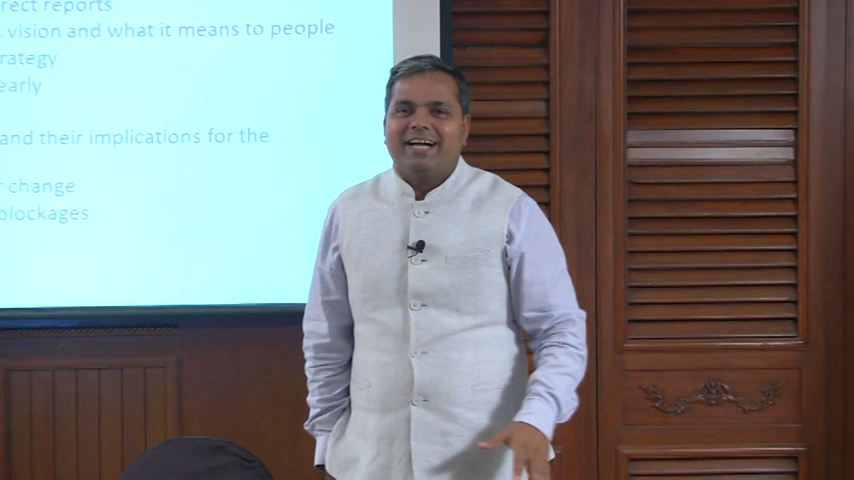 rect reports
vision and what it means to people
rategy
early
and their implications for the
change
blockages